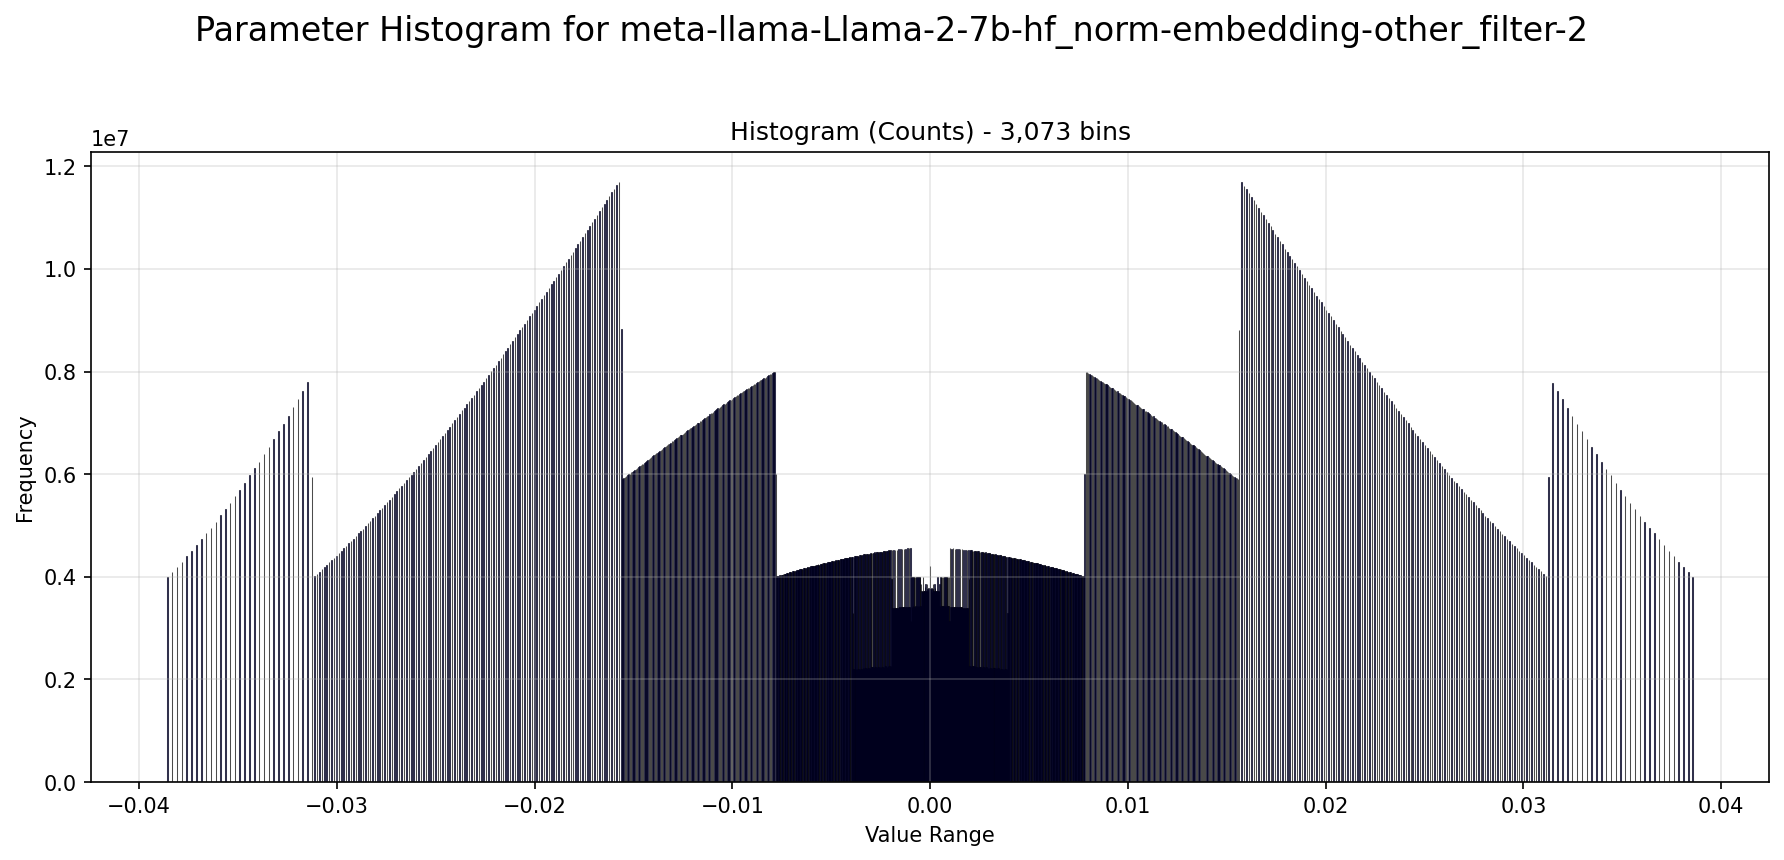 Parameter Histogram for meta-llama-Llama-2-7b-hf_norm-embedding-other_filter-2
Histogram (Counts) - 3,073 bins
1e7
1.2
1.0
0.8
0.6
0.4
0.2
0.0
Frequency
−0.04 −0.03 −0.02 −0.01 0.00 0.01 0.02 0.03 0.04
Value Range